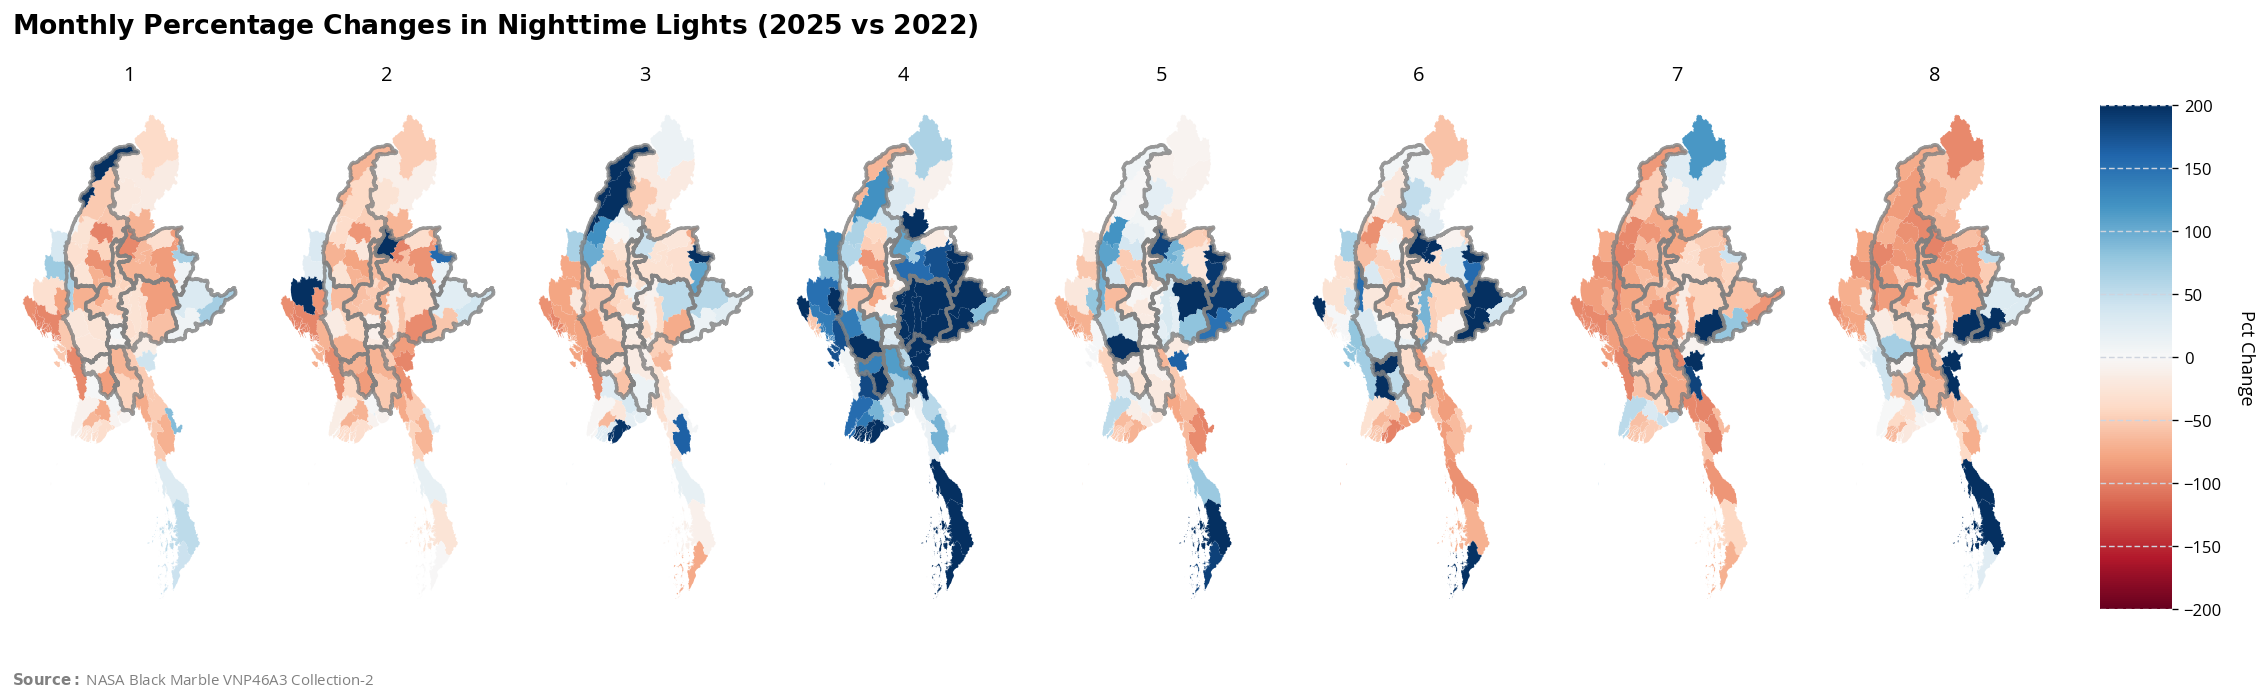 Monthly Percentage Changes in Nighttime Lights (2025 vs 2022)
1 2 3 4 5 6 7 8
200
150
100
50
0
−50
−100
−150
−200
Pct Change
Source: NASA Black Marble VNP46A3 Collection-2